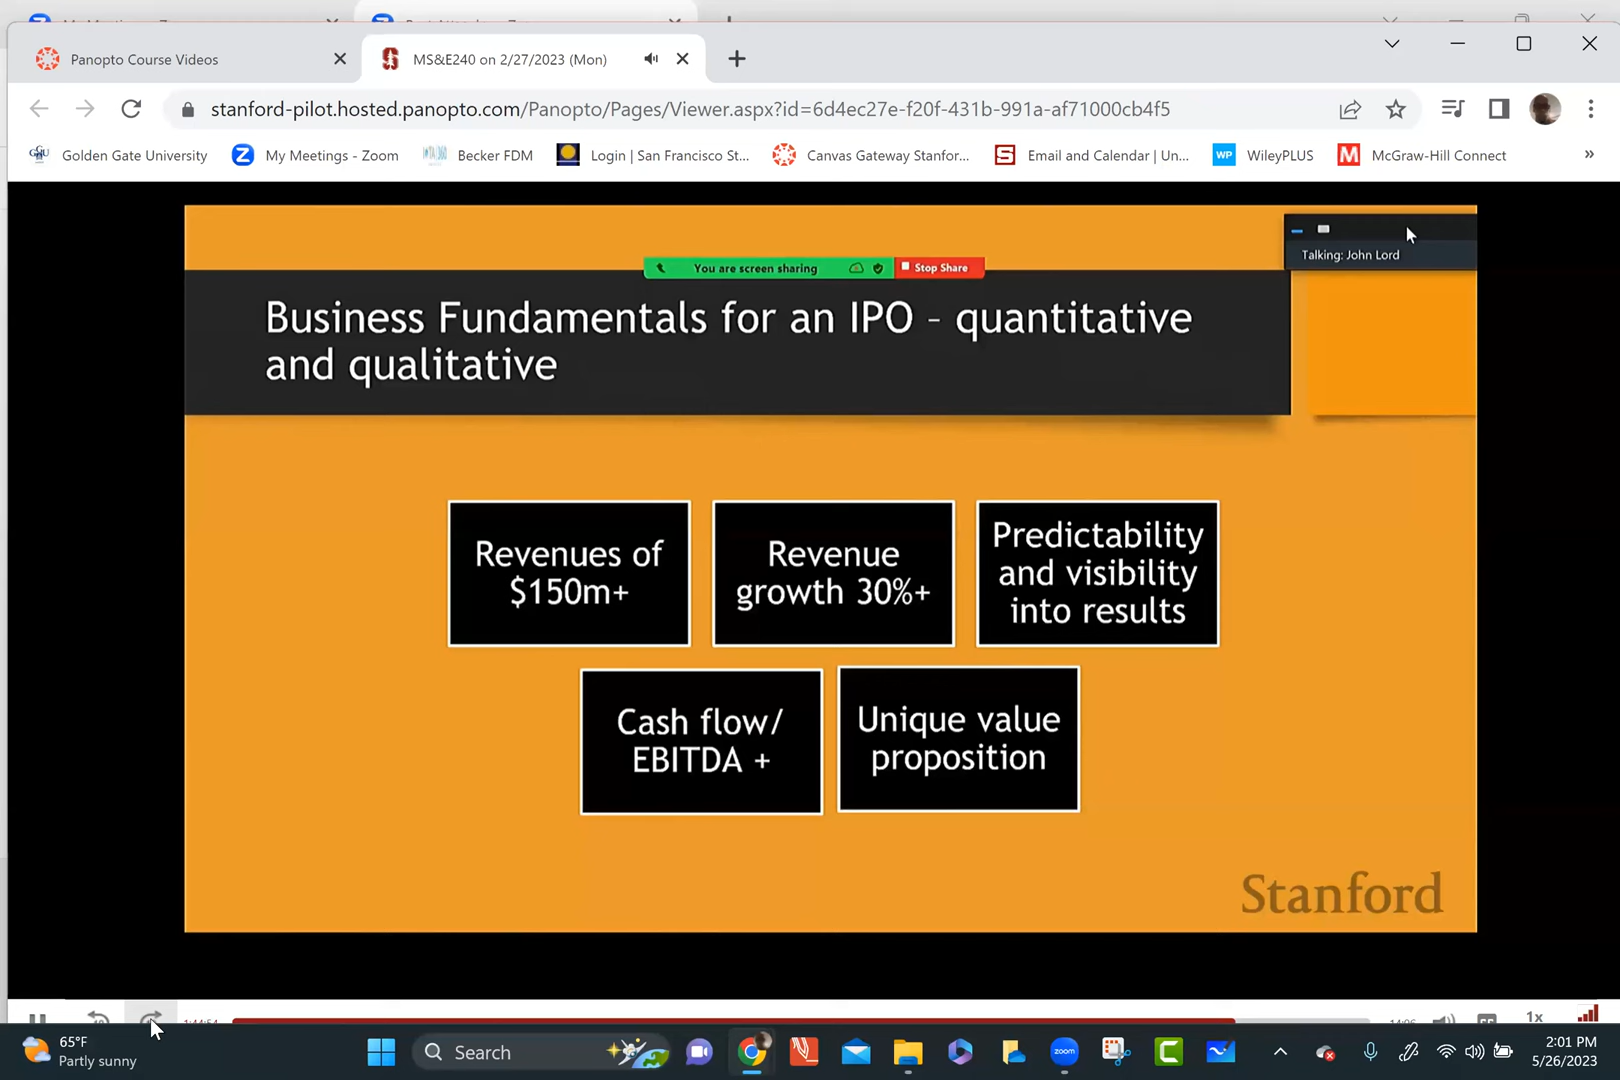 Panopto Course Videos
MS&E240 on 2/27/2023 (Mon)
stanford-pilot.hosted.panopto.com/Panopto/Pages/Viewer.aspx?id=6d4ec27e-f20f-431b-991a-af71000cb4f5
Golden Gate University
My Meetings - Zoom
Becker FDM
Login | San Francisco St...
Canvas Gateway Stanfor...
Email and Calendar | Un...
WP WileyPLUS
M McGraw-Hill Connect
»
Talking: John Lord
You are screen sharing
Stop Share
Business Fundamentals for an IPO – quantitative
and qualitative
Revenues of
$150m+
Revenue
growth 30%+
Predictability
and visibility
into results
Cash flow/
EBITDA +
Unique value
proposition
Stanford
1x
65°F
Partly sunny
Search
zoom
2:01 PM
5/26/2023